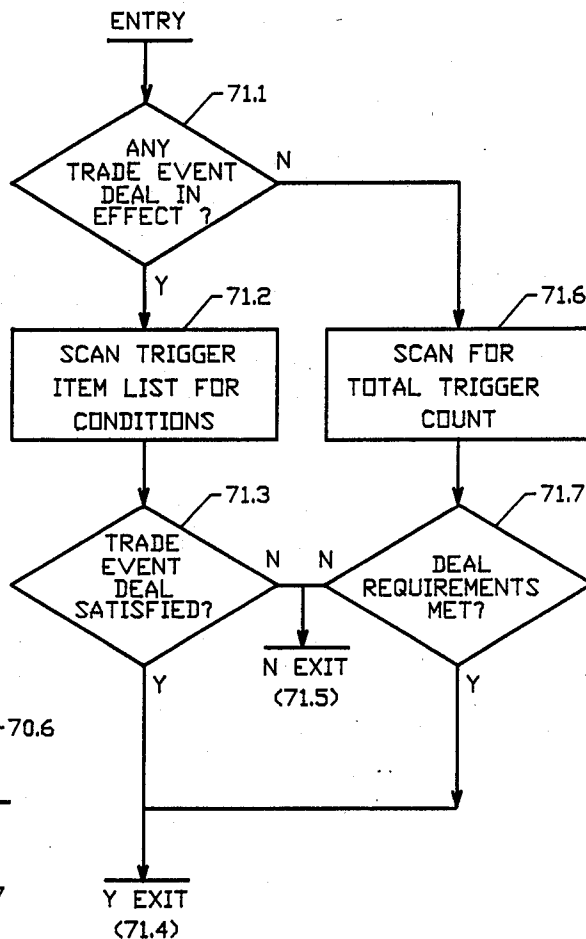 ENTRY
71.1
ANY
TRADE EVENT
DEAL IN
EFFECT ?
N
Y
71.2
SCAN TRIGGER
ITEM LIST FOR
CONDITIONS
71.6
SCAN FOR
TOTAL TRIGGER
COUNT
71.3
TRADE
EVENT
DEAL
SATISFIED?
N
Y
71.7
N
DEAL
REQUIREMENTS
MET?
Y
N EXIT
(71.5)
70.6
Y EXIT
(71.4)